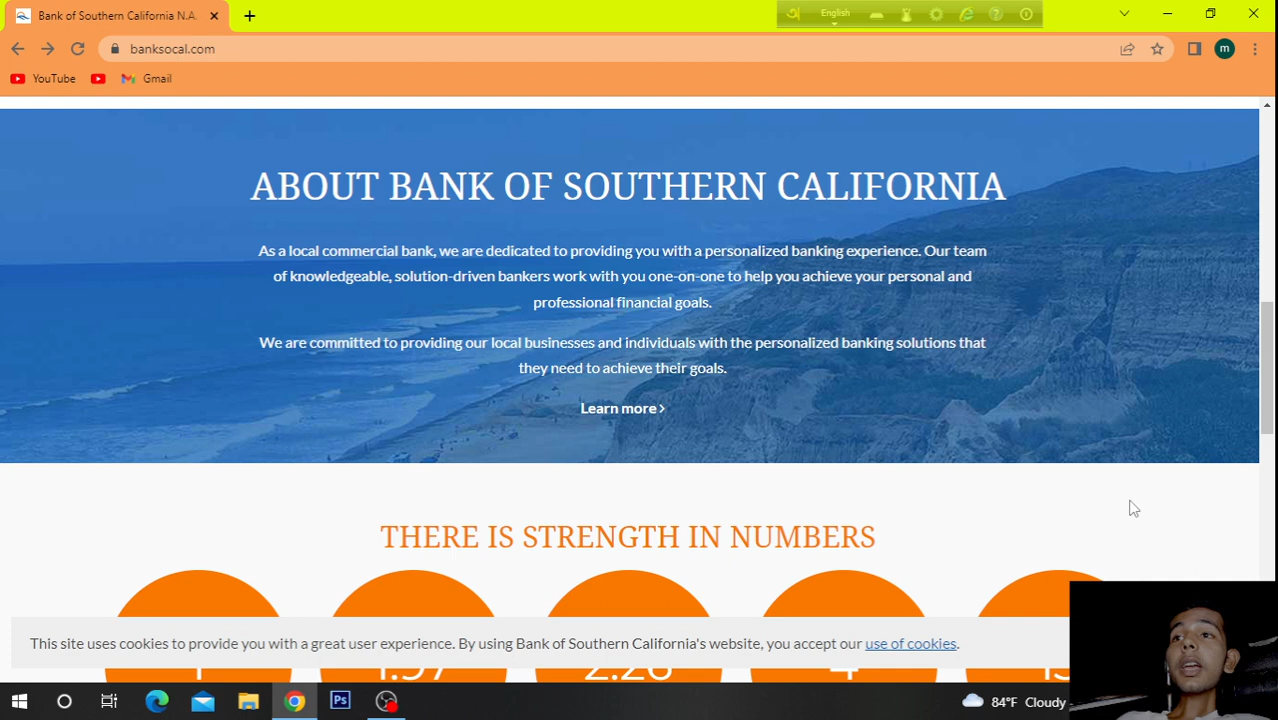 Bank of Southern California N.A.
English
banksocal.com
m
YouTube
Gmail
ABOUT BANK OF SOUTHERN CALIFORNIA
As a local commercial bank, we are dedicated to providing you with a personalized banking experience. Our team
of knowledgeable, solution-driven bankers work with you one-on-one to help you achieve your personal and
professional financial goals.
We are committed to providing our local businesses and individuals with the personalized banking solutions that
they need to achieve their goals.
Learn more >
THERE IS STRENGTH IN NUMBERS
This site uses cookies to provide you with a great user experience. By using Bank of Southern California's website, you accept our use of cookies.
Ps
84°F Cloudy